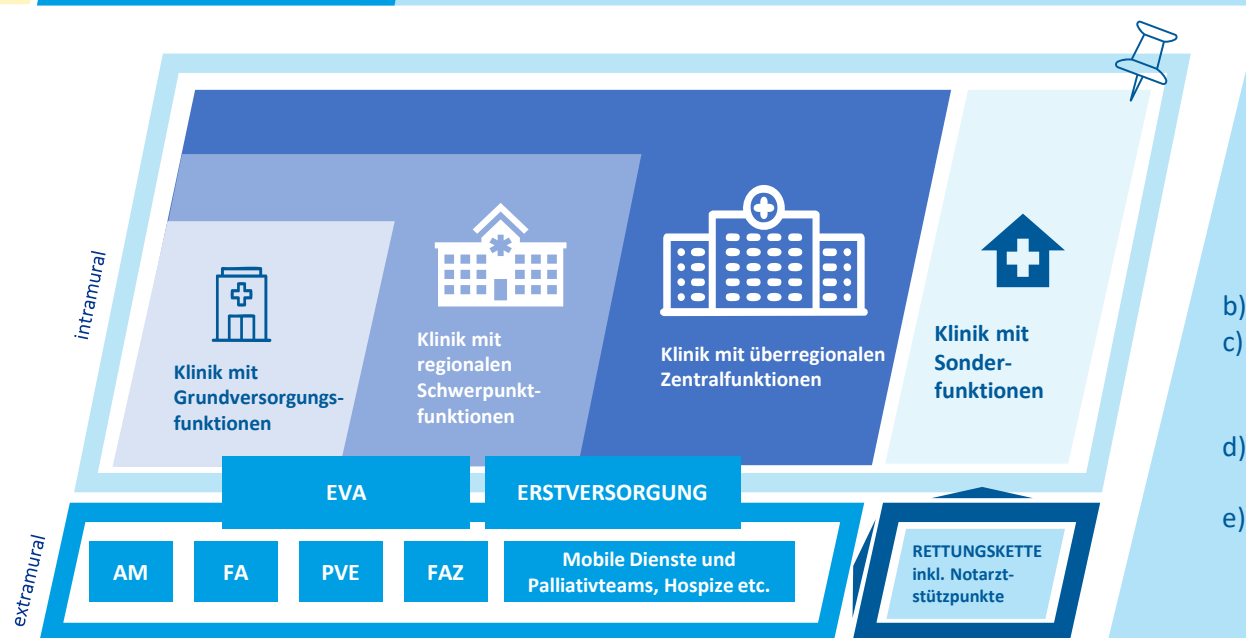 intramural
Klinik mit
Grundversorgungs-
funktionen
Klinik mit
regionalen
Schwerpunkt-
funktionen
Klinik mit überregionalen
Zentralfunktionen
Klinik mit
Sonder-
funktionen
EVA
ERSTVERSORGUNG
extramural
AM
FA
PVE
FAZ
Mobile Dienste und
Palliativteams, Hospize etc.
RETTUNGSKETTE
inkl. Notarzt-
stützpunkte
b)
c)
d)
e)